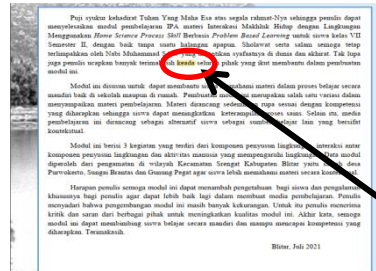 Puji syukur kehadirat Tuhan Yang Maha Esa atas segala rahmat-Nya sehingga penulis dapat
menyelesaikan modul pembelajaran IPA materi Interaksi Makhluk Hidup dengan Lingkungan
Menggunakan Home Science Process Skill Berbasis Problem Based Learning untuk siswa kelas VII
Semester II, dengan baik tanpa suatu halangan apapun. Sholawat serta salam semoga tetap
terlimpahkan oleh Nabi Muhammad yang nantikan syafaatnya di dunia dan akhirat. Tak lupa
juga penulis ucapkan banyak terima keada pihak yang ikut membantu dalam pembuatan
modul ini.
Modul ini disusun untuk dapat membantu memahami materi dalam proses belajar secara
mandiri baik di sekolah maupun di rumah. Pembuatan merupakan salah satu variasi dalam
menyampaikan materi pembelajaran. Materi dirancang rupa sesuai dengan kompetensi
yang diharapkan sehingga siswa dapat meningkatkan keterampilan proses sains. Selain itu, media
pembelajaran ini dirancang sebagai alternatif siswa sebagai sumber belajar lain yang bersifat
kontekstual.
Modul ini berisi 3 kegiatan yang terdiri dari komponen penyusun lingkungan, interaksi antar
komponen penyusun lingkungan dan aktivitas manusia yang mempengaruhi lingkungan. Data modul
diperoleh dari pengamatan di wilayah Kecamatan Srengat Kabupaten Blitar yaitu desa
Purwokerto, Sungai Brantas dan Gunung Pegat agar siswa lebih memahami materi secara
Harapan penulis semoga modul ini dapat menambah pengetahuan bagi siswa dan pengalaman
khususnya bagi penulis agar dapat lebih baik lagi dalam membuat media pembelajaran. Penulis
menyadari bahwa pengembangan modul ini masih banyak kekurangan. Untuk itu penulis menerima
kritik dan saran dari berbagai pihak untuk meningkatkan kualitas modul ini. Akhir kata, semoga
modul ini dapat membimbing siswa belajar secara mandiri dan mampu mencapai kompetensi yang
diharapkan. Terimakasih.
Blitar, Juli 2021